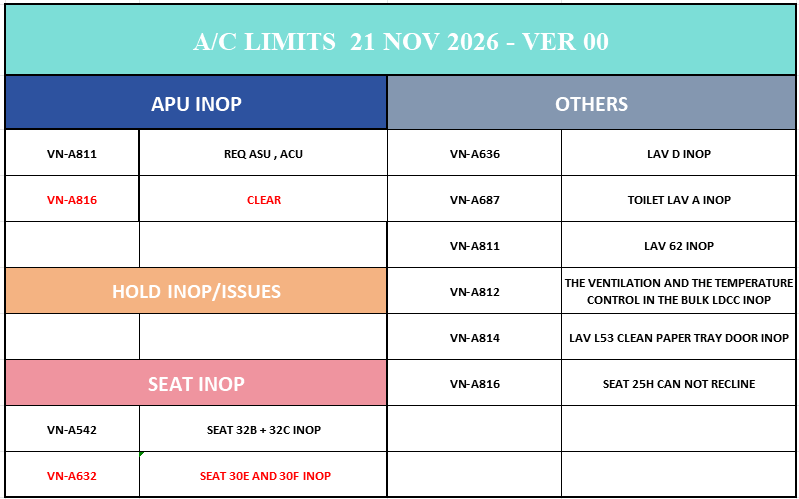 A/C LIMITS  21 NOV 2026 - VER 00
APU INOP
VN-A811 REQ ASU , ACU
VN-A816 CLEAR
HOLD INOP/ISSUES
SEAT INOP
VN-A542 SEAT 32B + 32C INOP
VN-A632 SEAT 30E AND 30F INOP
OTHERS
VN-A636 LAV D INOP
VN-A687 TOILET LAV A INOP
VN-A811 LAV 62 INOP
VN-A812 THE VENTILATION AND THE TEMPERATURE
CONTROL IN THE BULK LDCC INOP
VN-A814 LAV L53 CLEAN PAPER TRAY DOOR INOP
VN-A816 SEAT 25H CAN NOT RECLINE